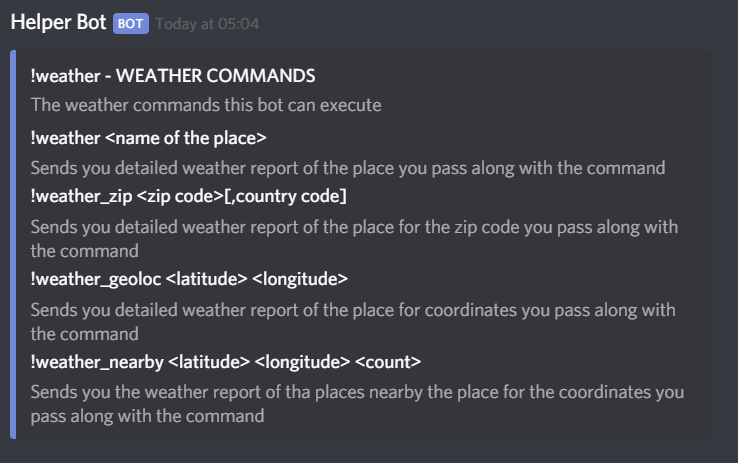 Helper Bot BOT Today at 05:04
!weather - WEATHER COMMANDS
The weather commands this bot can execute
!weather <name of the place>
Sends you detailed weather report of the place you pass along with the command
!weather_zip <zip code>[,country code]
Sends you detailed weather report of the place for the zip code you pass along with
the command
!weather_geoloc <latitude> <longitude>
Sends you detailed weather report of the place for coordinates you pass along with
the command
!weather_nearby <latitude> <longitude> <count>
Sends you the weather report of tha places nearby the place for the coordinates you
pass along with the command